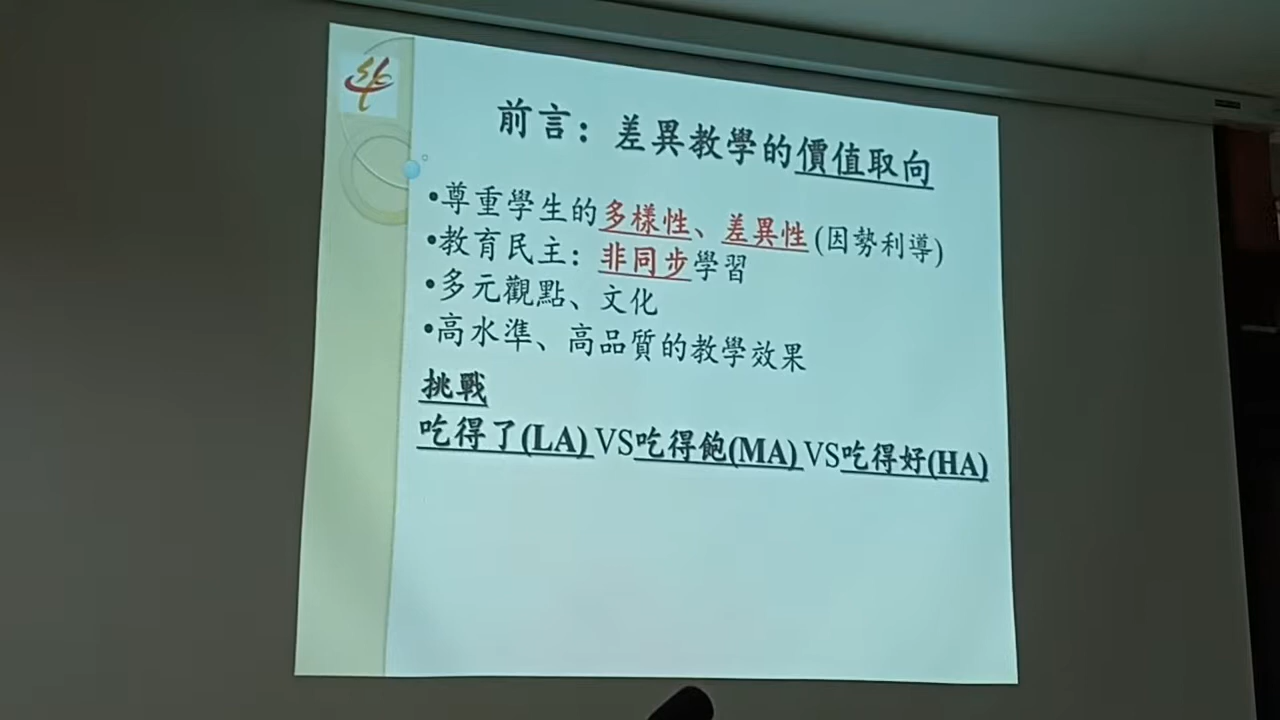 前言：差異教學的價值取向
•尊重學生的多樣性、差異性(因勢利導)
•教育民主：非同步學習
•多元觀點、文化
•高水準、高品質的教學效果
挑戰
吃得了(LA) VS吃得飽(MA) VS吃得好(HA)